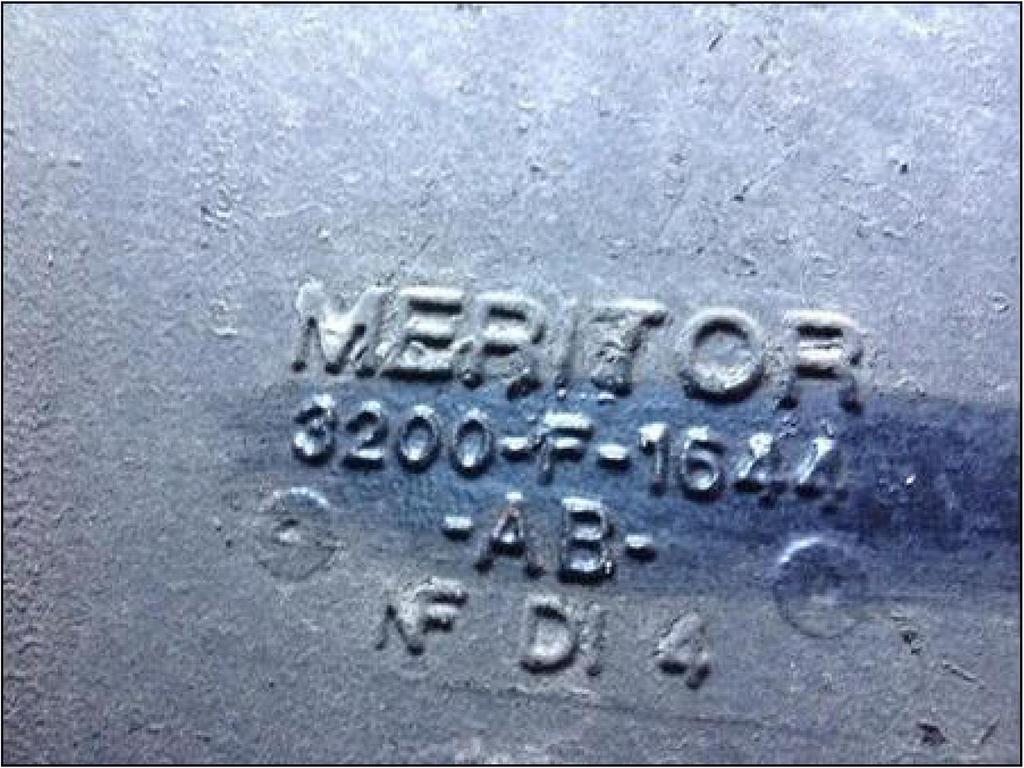 MERITOR
3200-F-1644
-AB-
NF DI 4